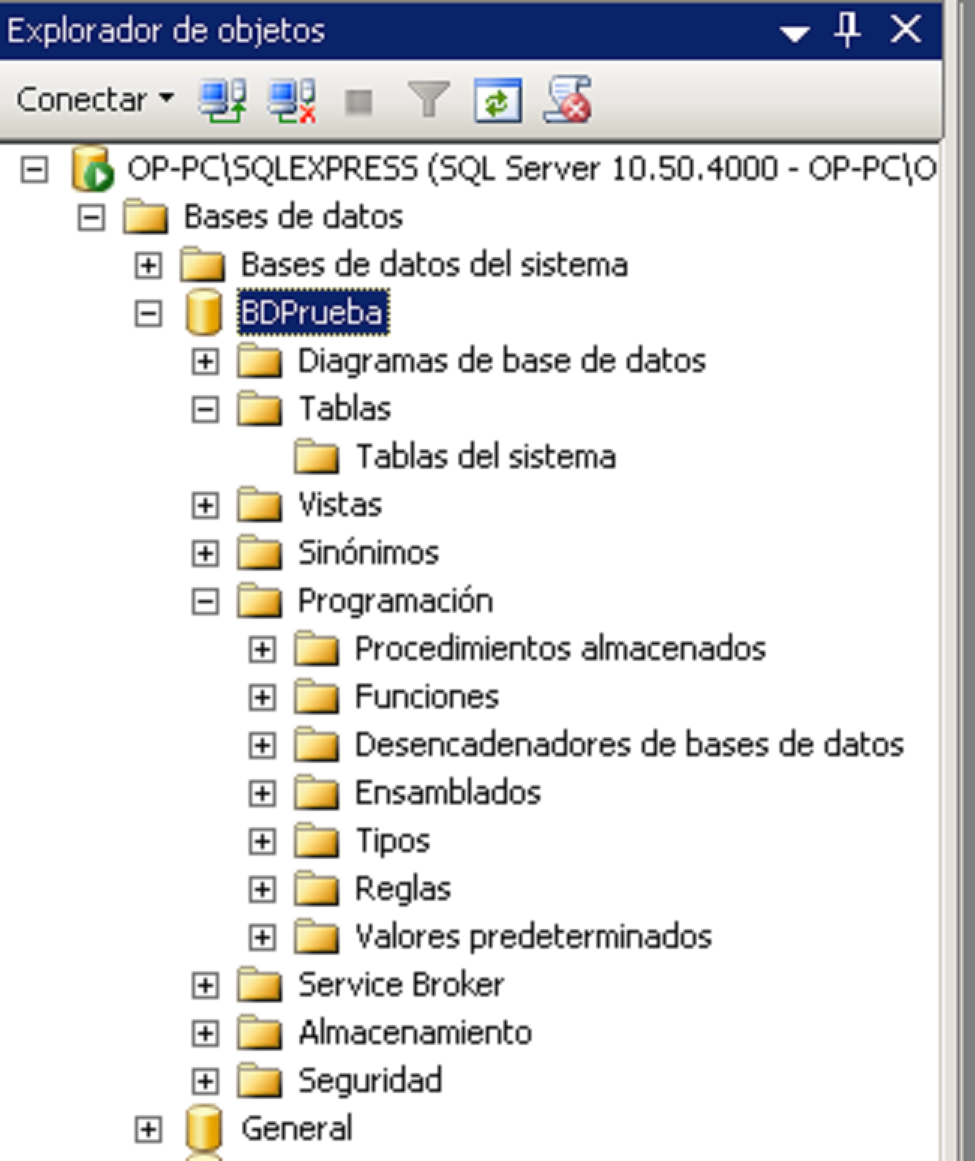 Explorador de objetos
Conectar
OP-PC\SQLEXPRESS (SQL Server 10.50.4000 - OP-PC\O
Bases de datos
Bases de datos del sistema
BDPrueba
Diagramas de base de datos
Tablas
Tablas del sistema
Vistas
Sinónimos
Programación
Procedimientos almacenados
Funciones
Desencadenadores de bases de datos
Ensamblados
Tipos
Reglas
Valores predeterminados
Service Broker
Almacenamiento
Seguridad
General